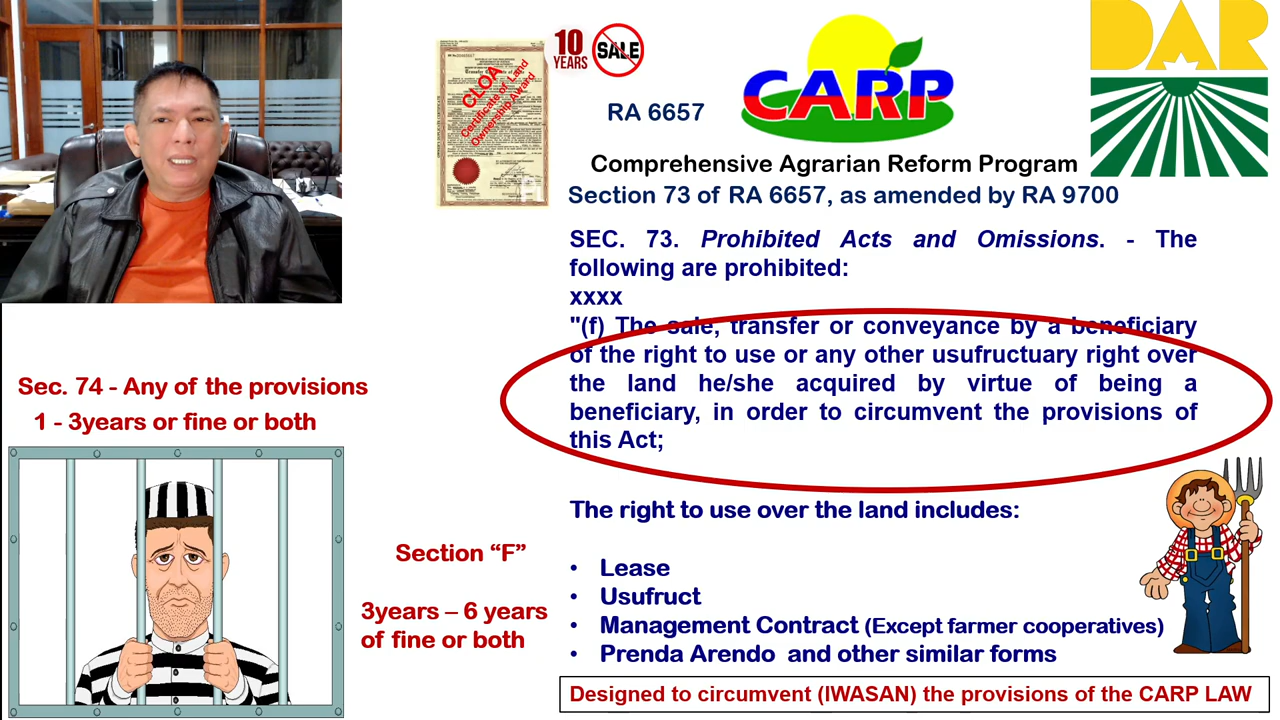 10
YEARS
SALE
CLOA
Certificate of Land
Ownership Award
CARP
DAR
RA 6657
Comprehensive Agrarian Reform Program
Section 73 of RA 6657, as amended by RA 9700
SEC. 73. Prohibited Acts and Omissions. - The
following are prohibited:
xxxx
"(f) The sale, transfer or conveyance by a beneficiary
of the right to use or any other usufructuary right over
the land he/she acquired by virtue of being a
beneficiary, in order to circumvent the provisions of
this Act;
Sec. 74 - Any of the provisions
1 - 3years or fine or both
Section “F”
3years – 6 years
of fine or both
The right to use over the land includes:
• Lease
• Usufruct
• Management Contract (Except farmer cooperatives)
• Prenda Arendo and other similar forms
Designed to circumvent (IWASAN) the provisions of the CARP LAW